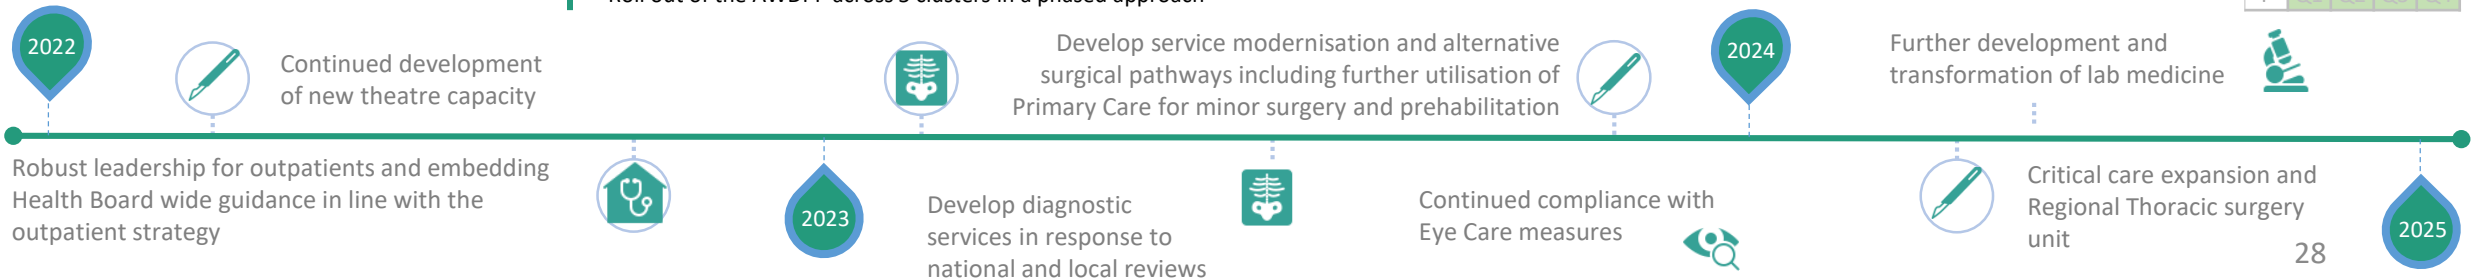 2022
Continued development
of new theatre capacity
Develop service modernisation and alternative
surgical pathways including further utilisation of
Primary Care for minor surgery and prehabilitation
2024
Further development and
transformation of lab medicine
Robust leadership for outpatients and embedding
Health Board wide guidance in line with the
outpatient strategy
2023
Develop diagnostic
services in response to
national and local reviews
Continued compliance with
Eye Care measures
Critical care expansion and
Regional Thoracic surgery
unit
2025
28